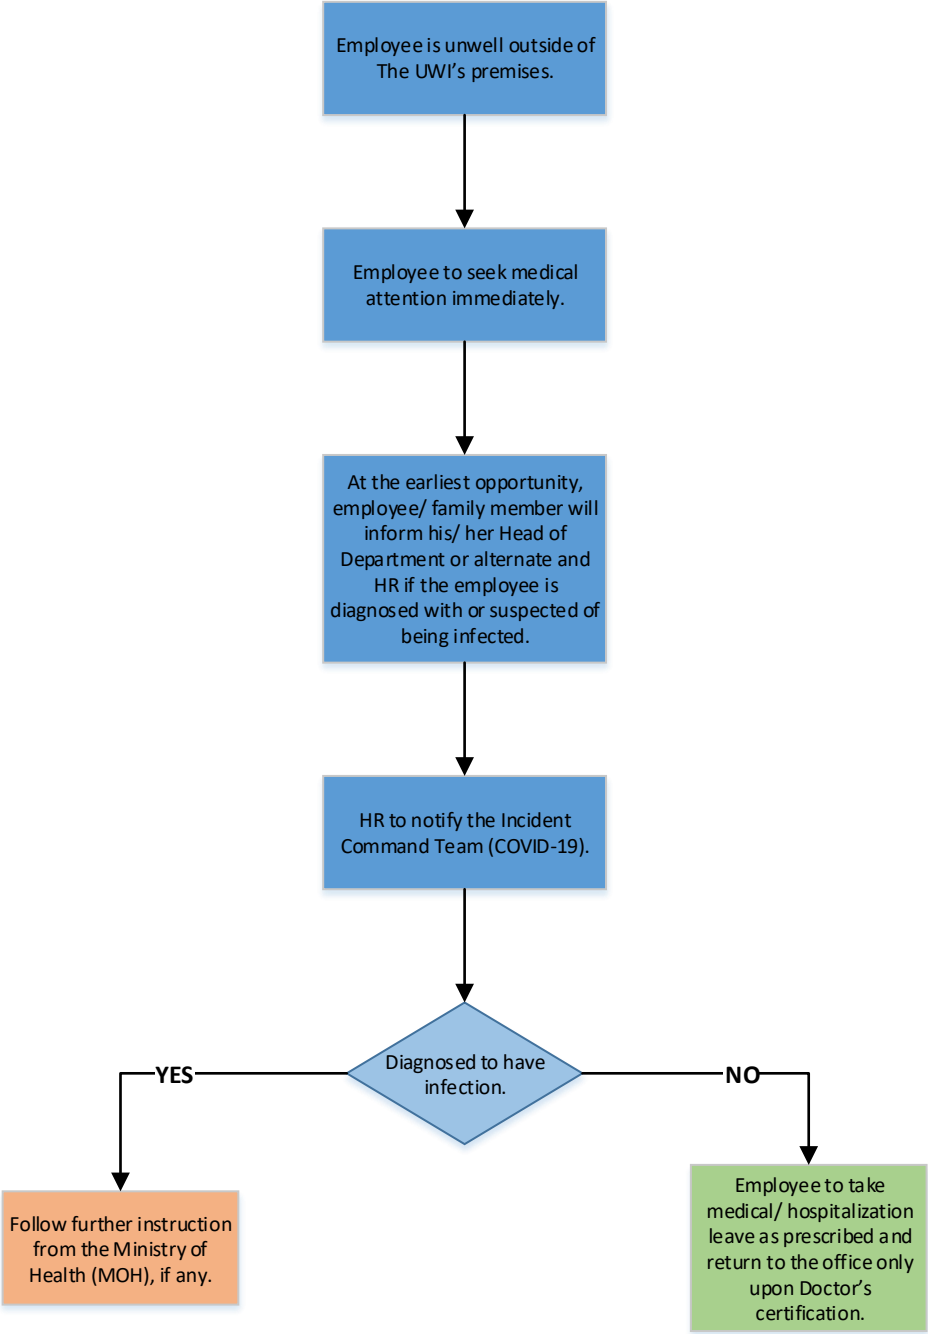 Employee is unwell outside of
The UWI's premises.
Employee to seek medical
attention immediately.
At the earliest opportunity,
employee/ family member will
inform his/ her Head of
Department or alternate and
HR if the employee is
diagnosed with or suspected of
being infected.
HR to notify the Incident
Command Team (COVID-19).
Diagnosed to have
infection.
YES
NO
Follow further instruction
from the Ministry of
Health (MOH), if any.
Employee to take
medical/ hospitalization
leave as prescribed and
return to the office only
upon Doctor's
certification.